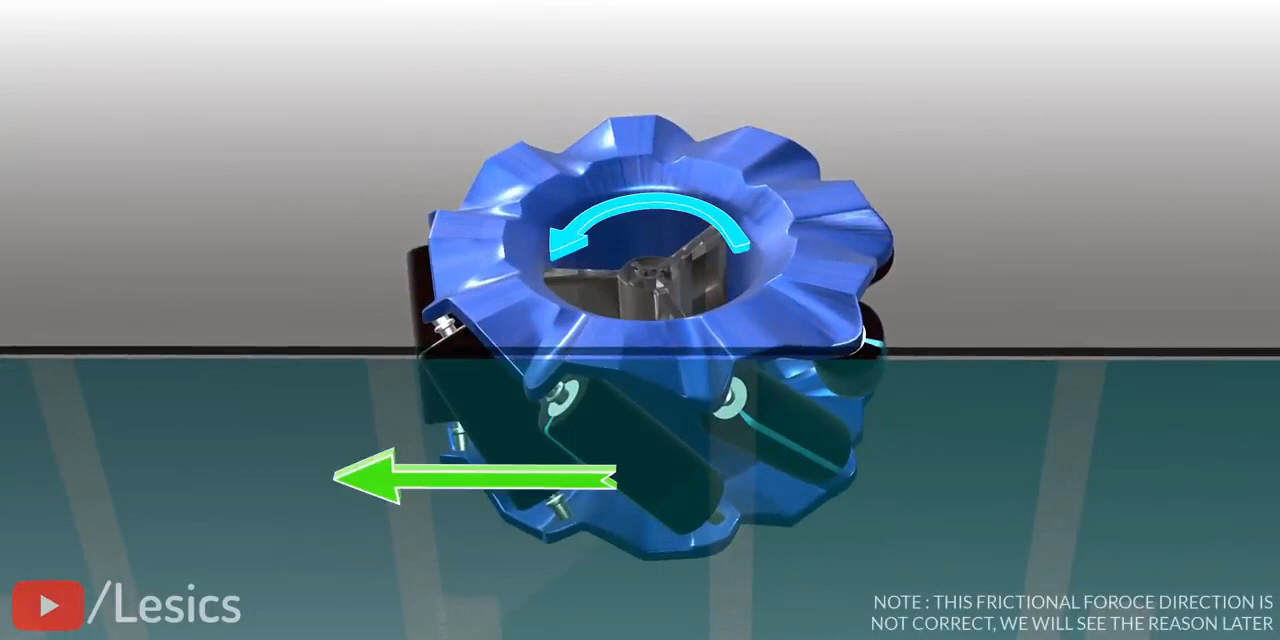 /Lesics
NOTE : THIS FRICTIONAL FOROCE DIRECTION IS
NOT CORRECT, WE WILL SEE THE REASON LATER